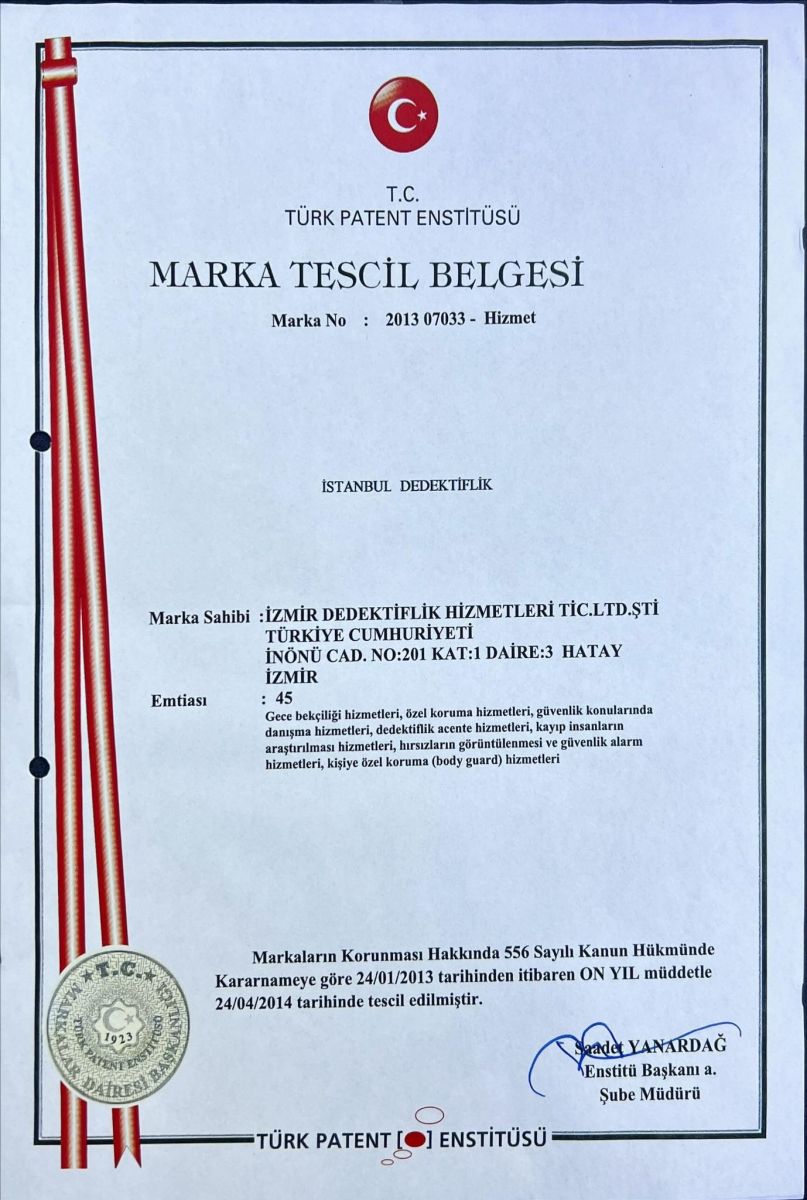 T.C.
TÜRK PATENT ENSTİTÜSÜ
MARKA TESCİL BELGESİ
Marka No : 2013 07033 - Hizmet
İSTANBUL DEDEKTİFLİK
Marka Sahibi :İZMİR DEDEKTİFLİK HİZMETLERİ TİC.LTD.ŞTİ
TÜRKİYE CUMHURİYETİ
İNÖNÜ CAD. NO:201 KAT:1 DAİRE:3 HATAY
İZMİR
Emtiası : 45
Gece bekçiliği hizmetleri, özel koruma hizmetleri, güvenlik konularında
danışma hizmetleri, dedektiflik acente hizmetleri, kayıp insanların
araştırılması hizmetleri, hırsızların görüntülenmesi ve güvenlik alarm
hizmetleri, kişiye özel koruma (body guard) hizmetleri
Markaların Korunması Hakkında 556 Sayılı Kanun Hükmünde
Kararnameye göre 24/01/2013 tarihinden itibaren ON YIL müddetle
24/04/2014 tarihinde tescil edilmiştir.
T.C.
MARKALAR DAİRESİ BAŞKANLIĞI
TÜRK PATENT ENSTİTÜSÜ
1923
Saadet YANARDAĞ
Enstitü Başkanı a.
Şube Müdürü
TÜRK PATENT [ ] ENSTİTÜSÜ